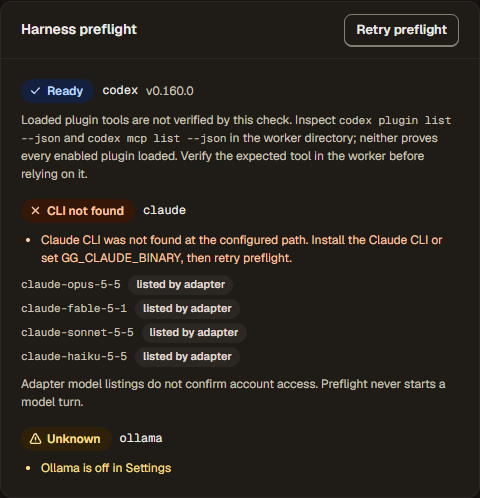 Harness preflight
Retry preflight
Ready codex v0.160.0
Loaded plugin tools are not verified by this check. Inspect codex plugin list
--json and codex mcp list --json in the worker directory; neither proves
every enabled plugin loaded. Verify the expected tool in the worker before
relying on it.
CLI not found claude
• Claude CLI was not found at the configured path. Install the Claude CLI or
set GG_CLAUDE_BINARY, then retry preflight.
claude-opus-5-5 listed by adapter
claude-fable-5-1 listed by adapter
claude-sonnet-5-5 listed by adapter
claude-haiku-5-5 listed by adapter
Adapter model listings do not confirm account access. Preflight never starts a
model turn.
Unknown ollama
• Ollama is off in Settings